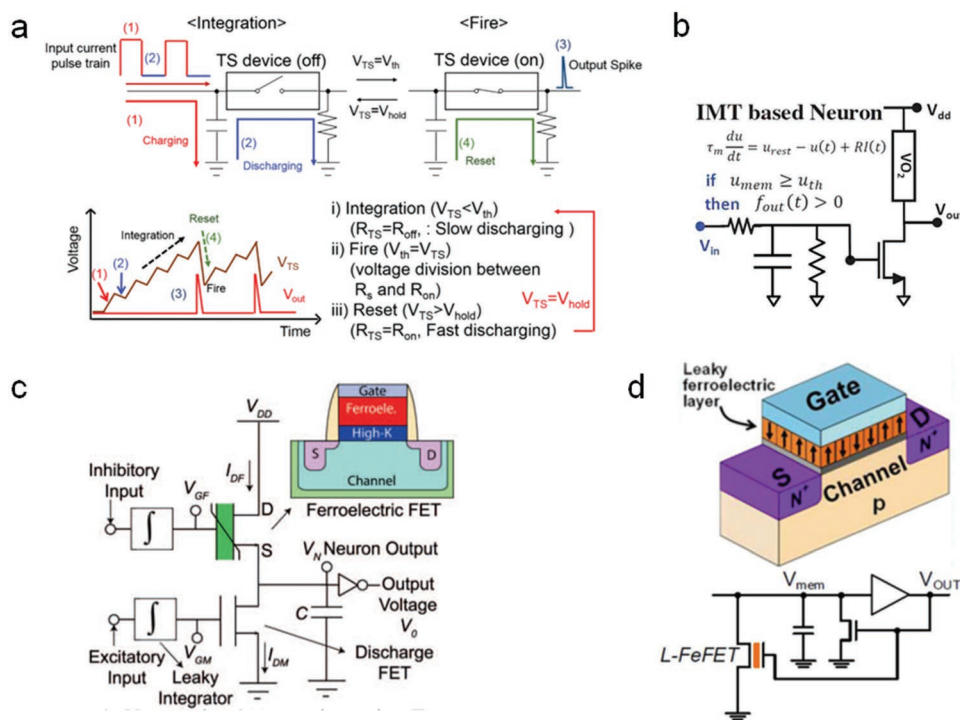 a
<Integration>
<Fire>
(1)
Input current
pulse train
(2)
TS device (off)
V_TS=V_th
V_TS=V_hold
TS device (on)
(3)
Output Spike
(1)
Charging
(2)
Discharging
(4)
Reset
Voltage
Integration
Reset
(4)
(1)
(2)
(3)
Fire
V_TS
V_out
Time
i) Integration (V_TS<V_th)
(R_TS=R_off, : Slow discharging )
ii) Fire (V_th=V_TS)
(voltage division between
R_s and R_on)
iii) Reset (V_TS>V_hold)
(R_TS=R_on, Fast discharging)
V_TS=V_hold
b
IMT based Neuron
V_dd
τ_m du/dt = u_rest − u(t) + RI(t)
if u_mem ≥ u_th
then f_out(t) > 0
VO_2
V_out
V_in
c
V_DD
Gate
Ferroele.
High-K
S
D
Channel
Ferroelectric FET
Inhibitory
Input
∫
V_GF
I_DF
D
S
V_N Neuron Output
Output
Voltage
V_0
C
Excitatory
Input
∫
V_GM
Leaky
Integrator
I_DM
Discharge
FET
d
Leaky
ferroelectric
layer
Gate
S
N+
D
N+
Channel
p
V_mem
V_OUT
L-FeFET